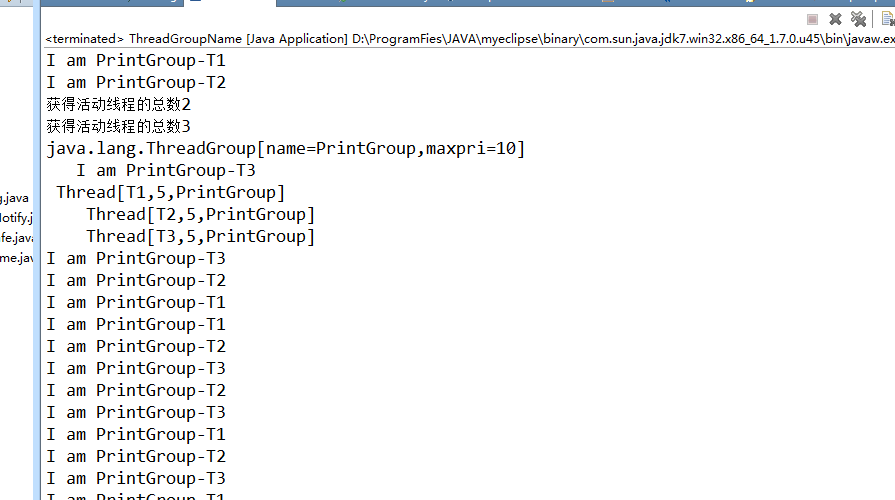 <terminated> ThreadGroupName [Java Application] D:\ProgramFies\JAVA\myeclipse\binary\com.sun.java.jdk7.win32.x86_64_1.7.0.u45\bin\javaw.ex
I am PrintGroup-T1
I am PrintGroup-T2
获得活动线程的总数2
获得活动线程的总数3
java.lang.ThreadGroup[name=PrintGroup,maxpri=10]
I am PrintGroup-T3
Thread[T1,5,PrintGroup]
Thread[T2,5,PrintGroup]
Thread[T3,5,PrintGroup]
I am PrintGroup-T3
I am PrintGroup-T2
I am PrintGroup-T1
I am PrintGroup-T1
I am PrintGroup-T2
I am PrintGroup-T3
I am PrintGroup-T2
I am PrintGroup-T3
I am PrintGroup-T1
I am PrintGroup-T2
I am PrintGroup-T3
I am PrintGroup-T1
g.java
Notify.j
ife.java
me.jav